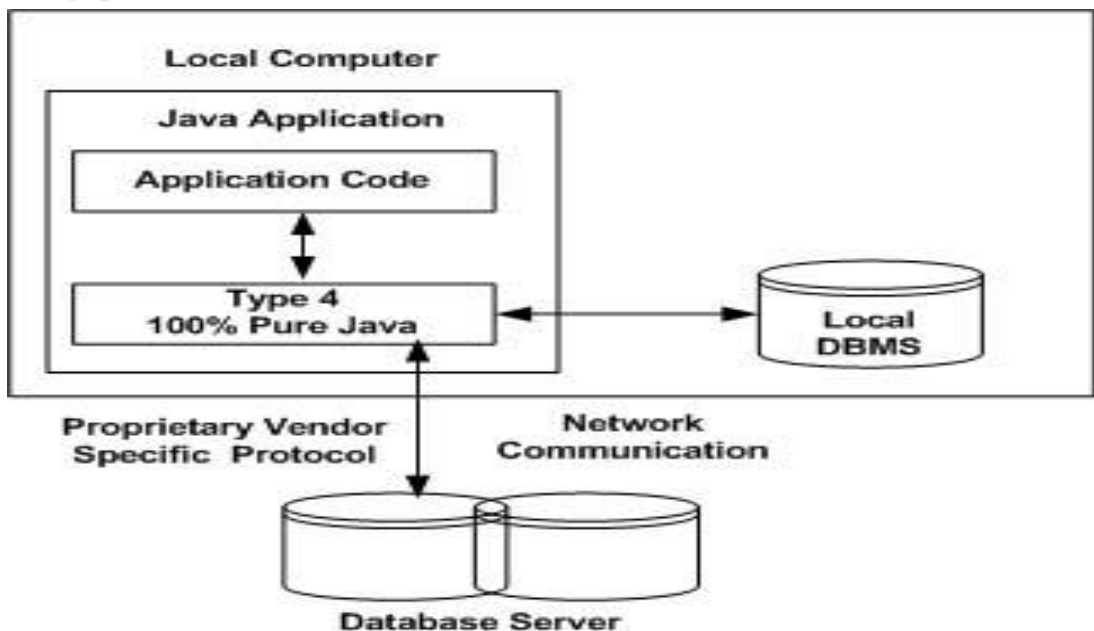 Local Computer
Java Application
Application Code
Type 4
100% Pure Java
Local
DBMS
Proprietary Vendor
Specific Protocol
Network
Communication
Database Server